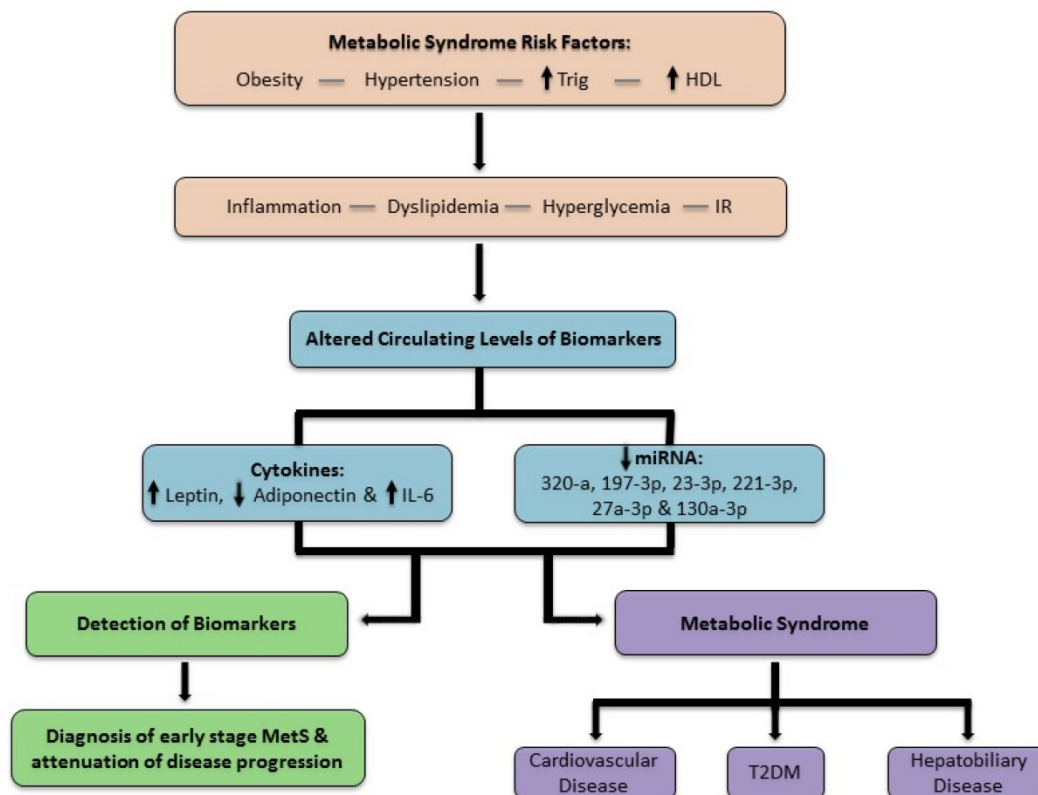 Metabolic Syndrome Risk Factors:
Obesity — Hypertension — ↑ Trig — ↑ HDL
Inflammation — Dyslipidemia — Hyperglycemia — IR
Altered Circulating Levels of Biomarkers
Cytokines:
↑ Leptin, ↓ Adiponectin & ↑ IL-6
↓ miRNA:
320-a, 197-3p, 23-3p, 221-3p,
27a-3p & 130a-3p
Detection of Biomarkers
Metabolic Syndrome
Diagnosis of early stage MetS &
attenuation of disease progression
Cardiovascular
Disease
T2DM
Hepatobiliary
Disease